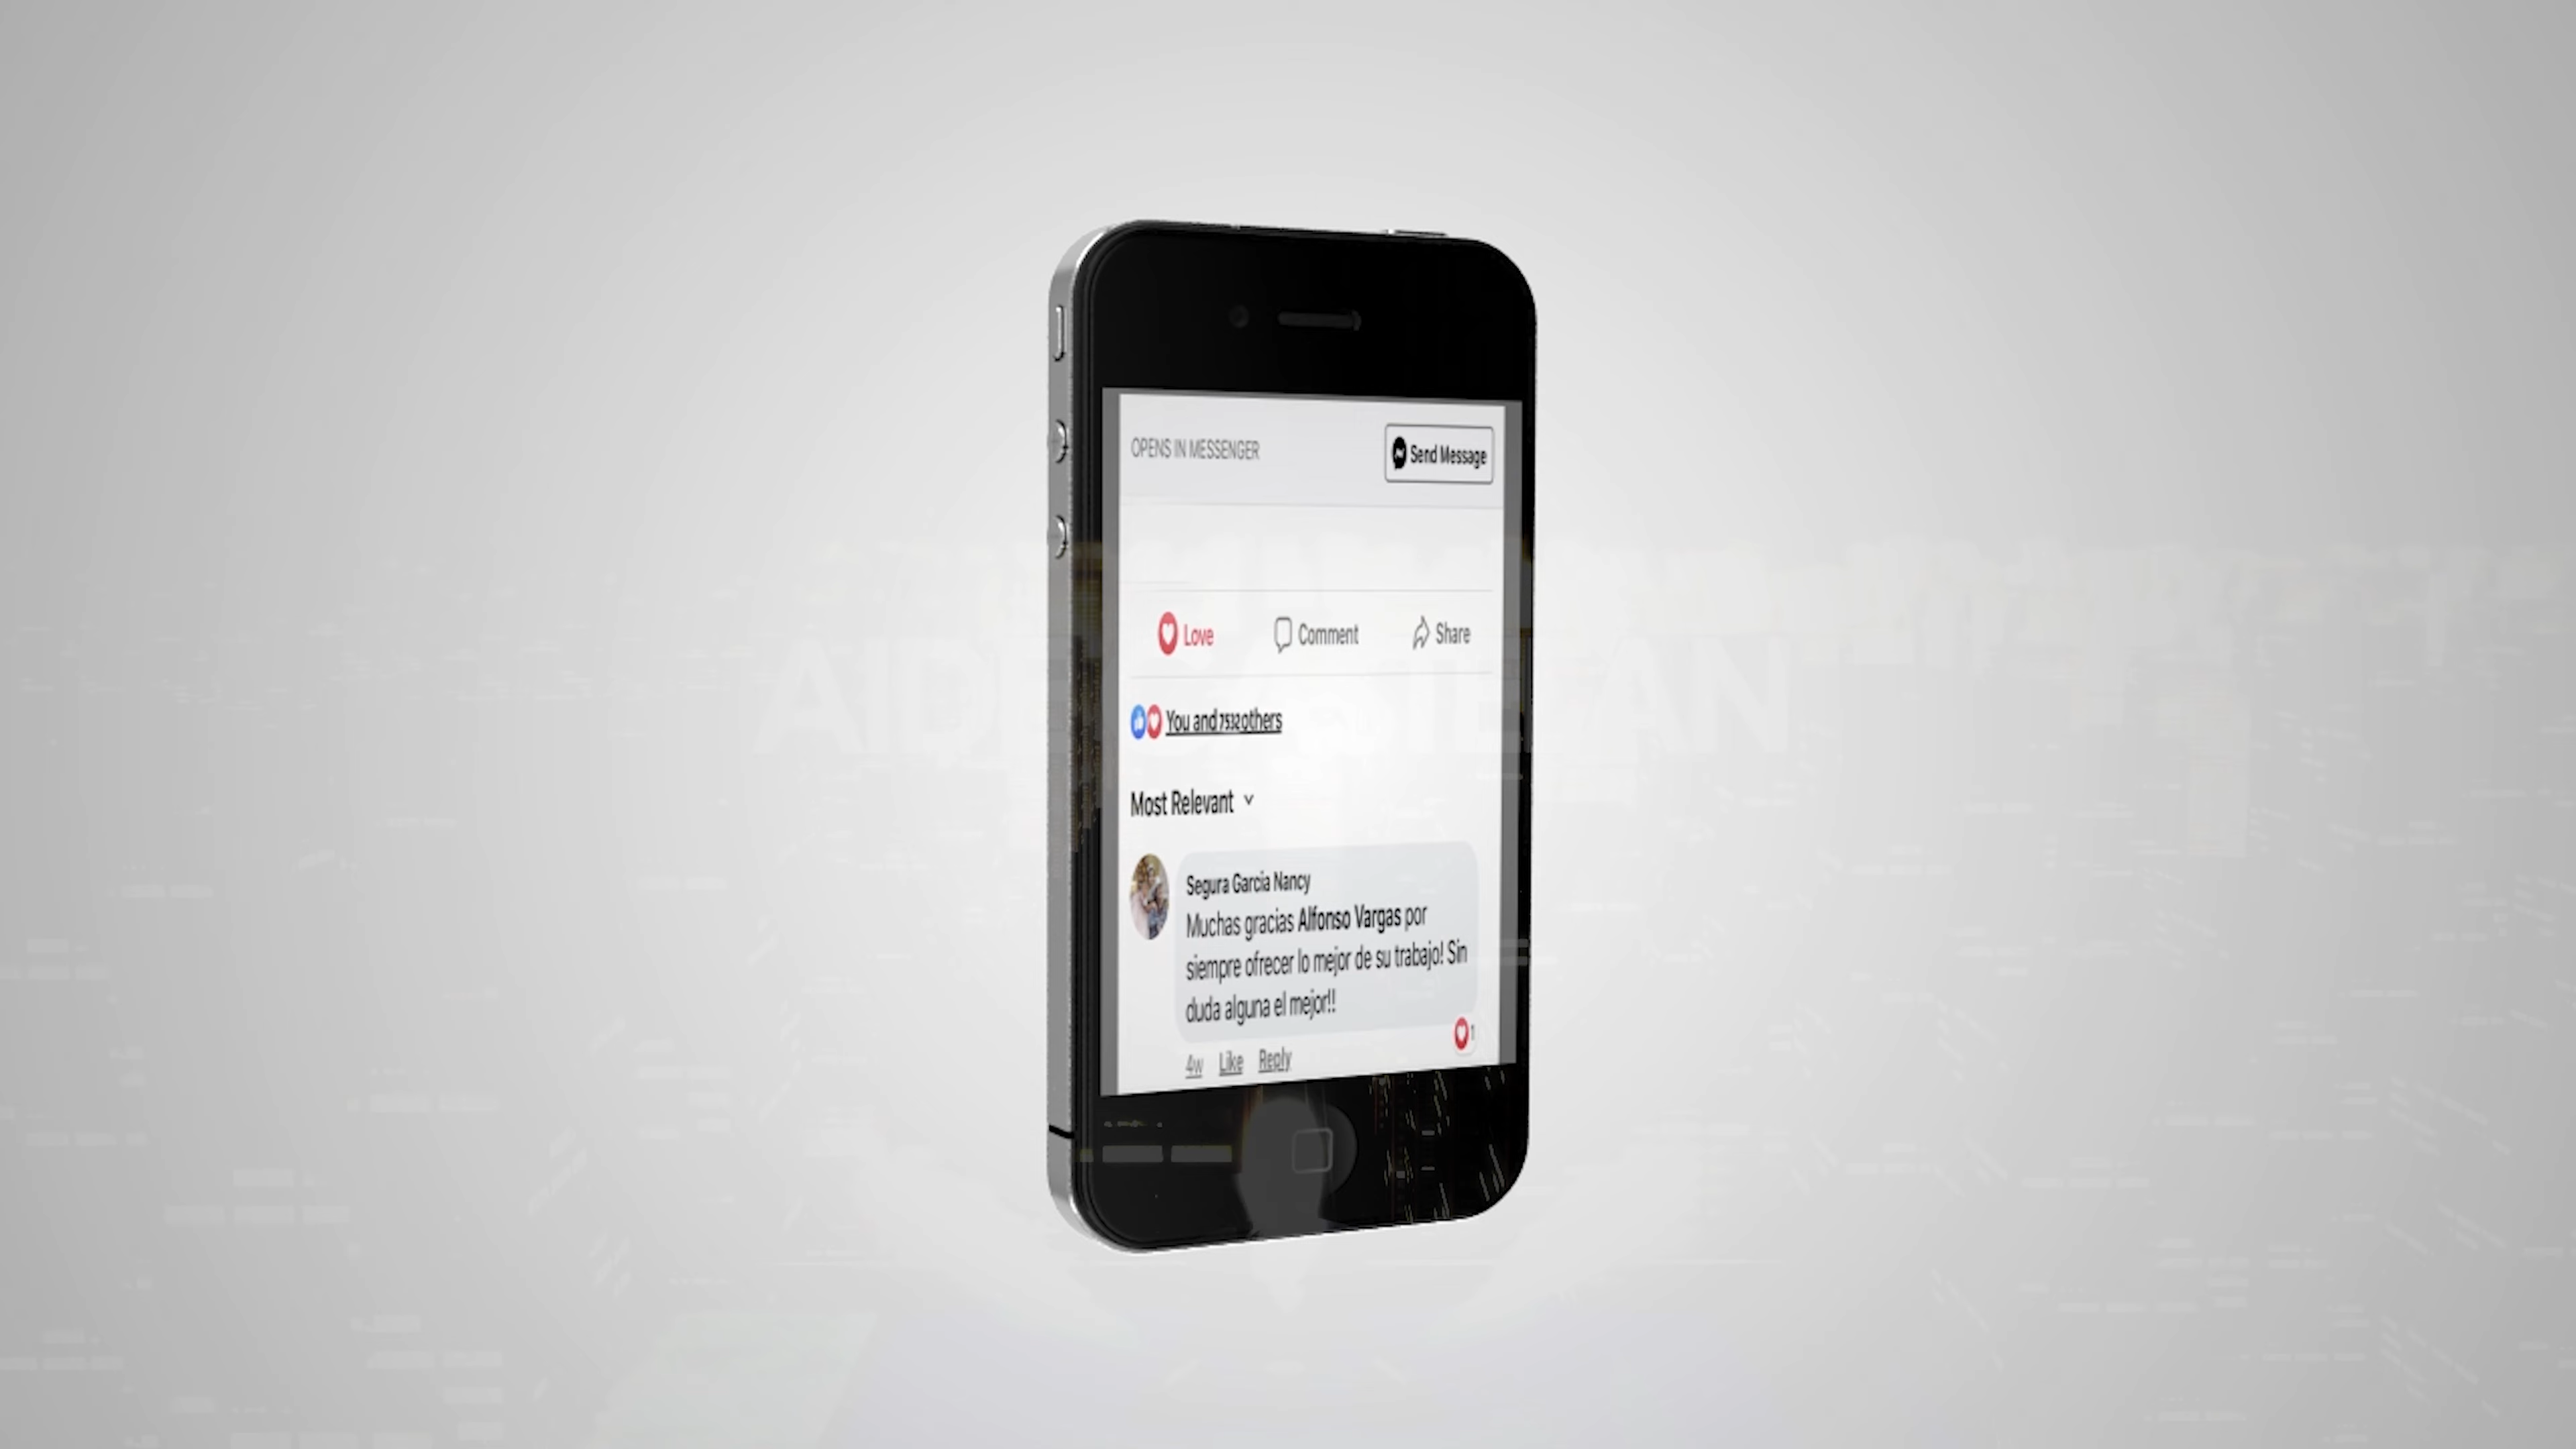 OPENS IN MESSENGER
Send Message
Love
Comment
Share
You and 7532 others
Most Relevant
Segura Garcia Nancy
Muchas gracias Alfonso Vargas por
siempre ofrecer lo mejor de su trabajo! Sin
duda alguna el mejor!!
1
4w Like Reply